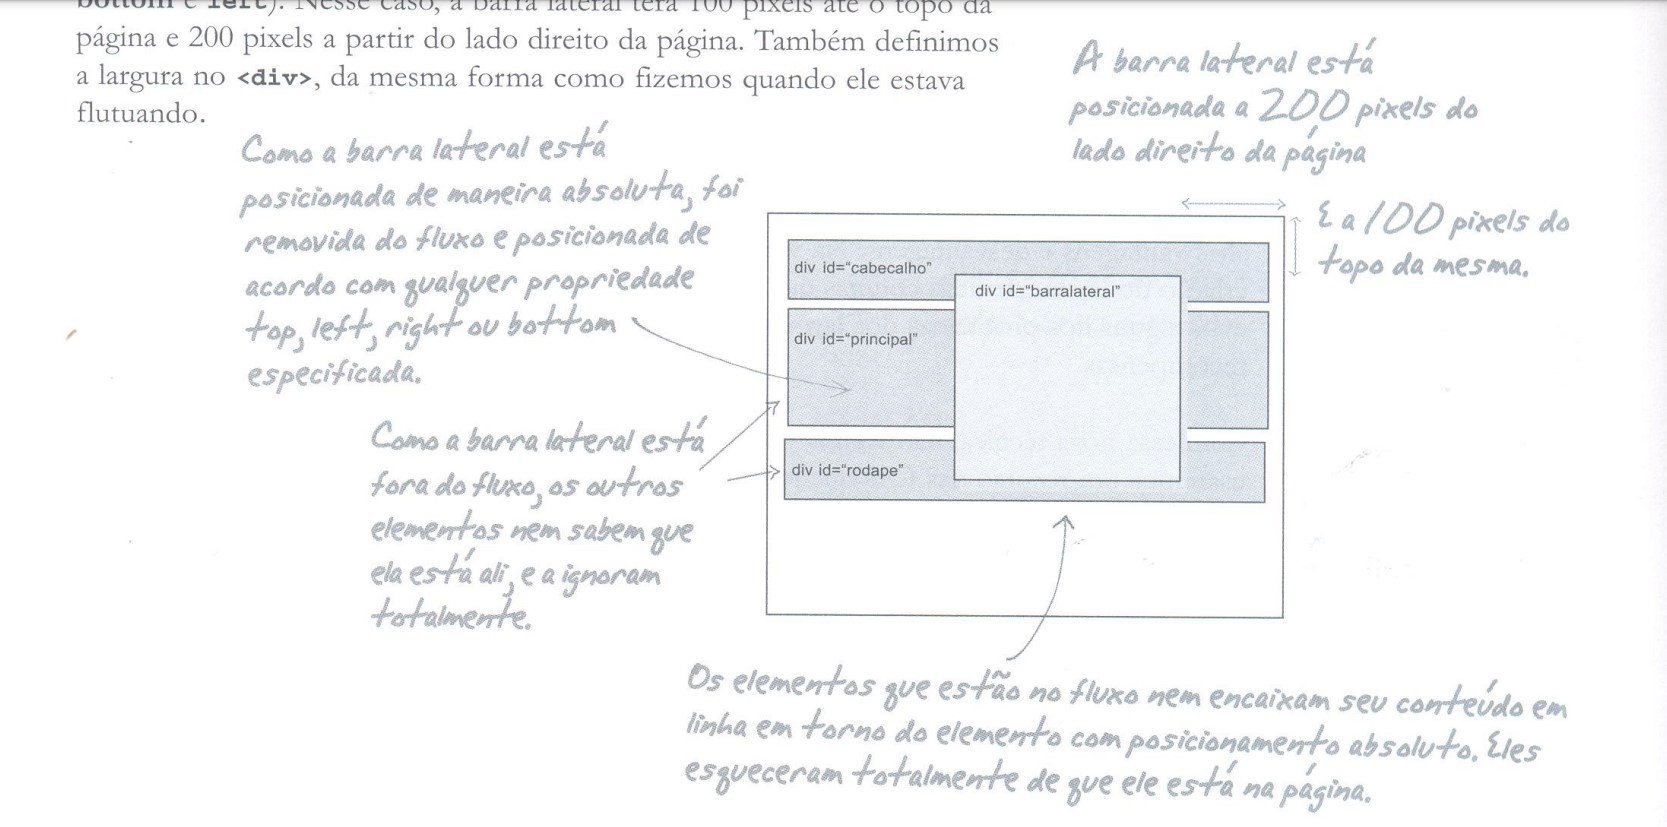 bottom e left). Nesse caso, a barra lateral terá 100 pixels até o topo da
página e 200 pixels a partir do lado direito da página. Também definimos
a largura no <div>, da mesma forma como fizemos quando ele estava
flutuando.
A barra lateral está
posicionada a 200 pixels do
lado direito da página
E a 100 pixels do
topo da mesma.
Como a barra lateral está
posicionada de maneira absoluta, foi
removida do fluxo e posicionada de
acordo com qualquer propriedade
top, left, right ou bottom
especificada.
div id="cabecalho"
div id="barralateral"
div id="principal"
div id="rodape"
Como a barra lateral está
fora do fluxo, os outros
elementos nem sabem que
ela está ali, e a ignoram
totalmente.
Os elementos que estão no fluxo nem encaixam seu conteúdo em
linha em torno do elemento com posicionamento absoluto. Eles
esqueceram totalmente de que ele está na página.